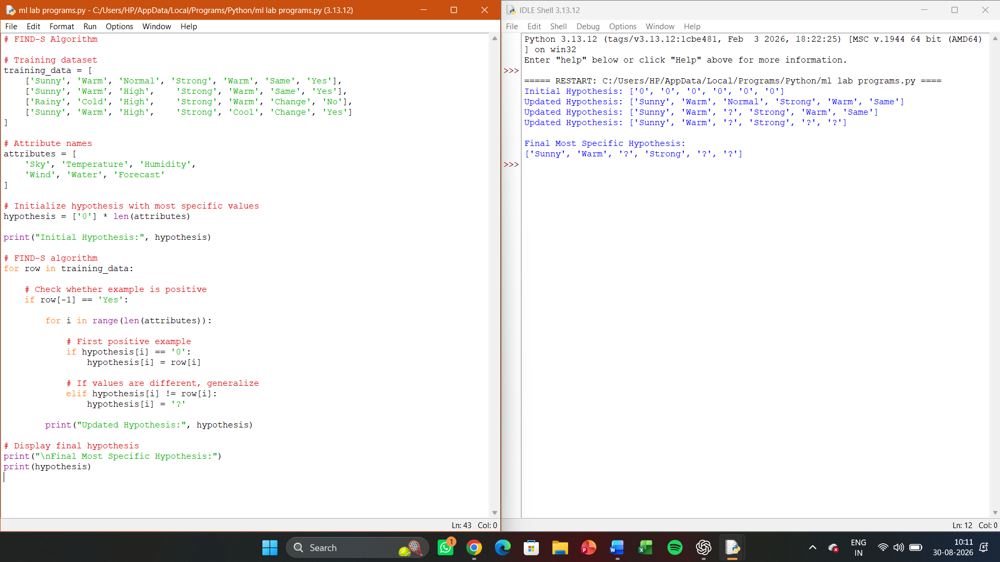 ml lab programs.py - C:/Users/HP/AppData/Local/Programs/Python/ml lab programs.py (3.13.12)
File Edit Format Run Options Window Help
# FIND-S Algorithm

# Training dataset
training_data = [
    ['Sunny', 'Warm', 'Normal', 'Strong', 'Warm', 'Same', 'Yes'],
    ['Sunny', 'Warm', 'High',    'Strong', 'Warm', 'Same', 'Yes'],
    ['Rainy', 'Cold', 'High',    'Strong', 'Warm', 'Change', 'No'],
    ['Sunny', 'Warm', 'High',    'Strong', 'Cool', 'Change', 'Yes']
]

# Attribute names
attributes = [
    'Sky', 'Temperature', 'Humidity',
    'Wind', 'Water', 'Forecast'
]

# Initialize hypothesis with most specific values
hypothesis = ['0'] * len(attributes)

print("Initial Hypothesis:", hypothesis)

# FIND-S algorithm
for row in training_data:

    # Check whether example is positive
    if row[-1] == 'Yes':

        for i in range(len(attributes)):

            # First positive example
            if hypothesis[i] == '0':
                hypothesis[i] = row[i]

            # If values are different, generalize
            elif hypothesis[i] != row[i]:
                hypothesis[i] = '?'

        print("Updated Hypothesis:", hypothesis)

# Display final hypothesis
print("\nFinal Most Specific Hypothesis:")
print(hypothesis)
Ln: 43 Col: 0
IDLE Shell 3.13.12
File Edit Shell Debug Options Window Help
Python 3.13.12 (tags/v3.13.12:1cbe481, Feb  3 2026, 18:22:25) [MSC v.1944 64 bit (AMD64)
] on win32
Enter "help" below or click "Help" above for more information.
>>>
===== RESTART: C:/Users/HP/AppData/Local/Programs/Python/ml lab programs.py ====
Initial Hypothesis: ['0', '0', '0', '0', '0', '0']
Updated Hypothesis: ['Sunny', 'Warm', 'Normal', 'Strong', 'Warm', 'Same']
Updated Hypothesis: ['Sunny', 'Warm', '?', 'Strong', 'Warm', 'Same']
Updated Hypothesis: ['Sunny', 'Warm', '?', 'Strong', '?', '?']

Final Most Specific Hypothesis:
['Sunny', 'Warm', '?', 'Strong', '?', '?']
>>>
Ln: 12 Col: 0
Search
1
P
W
X
ENG
IN
10:11
30-08-2026